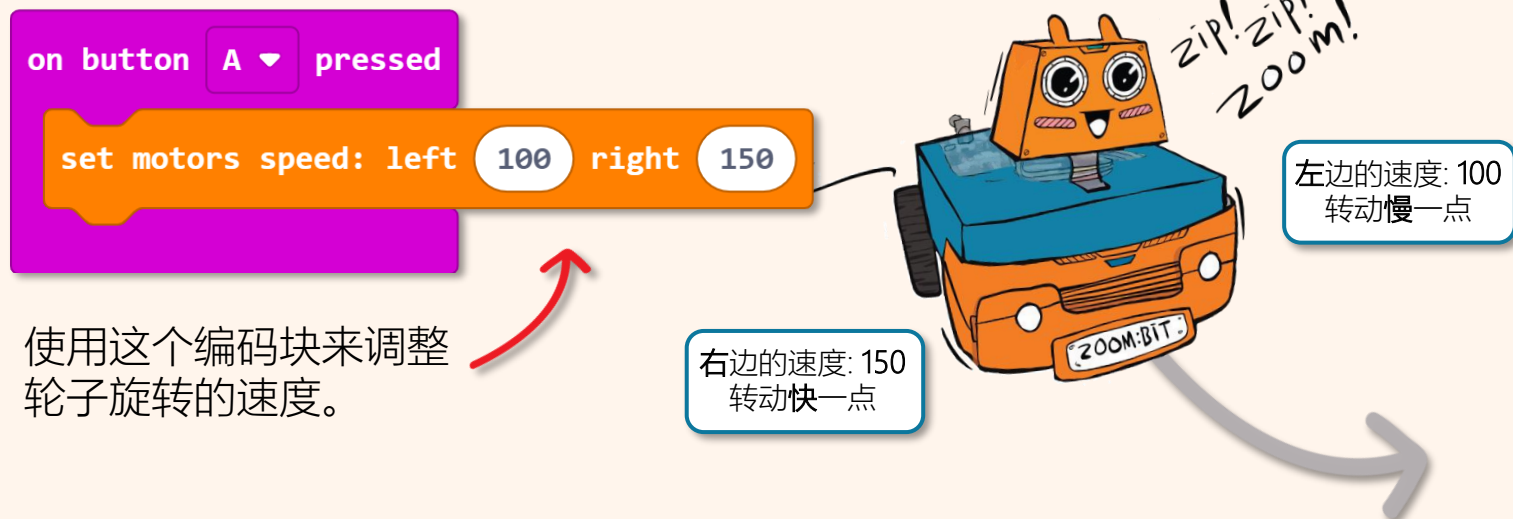 on button A pressed
set motors speed: left 100 right 150
zip! zip!
zoom!
左边的速度: 100
转动慢一点
使用这个编码块来调整
轮子旋转的速度。
右边的速度: 150
转动快一点
ZOOM:BIT